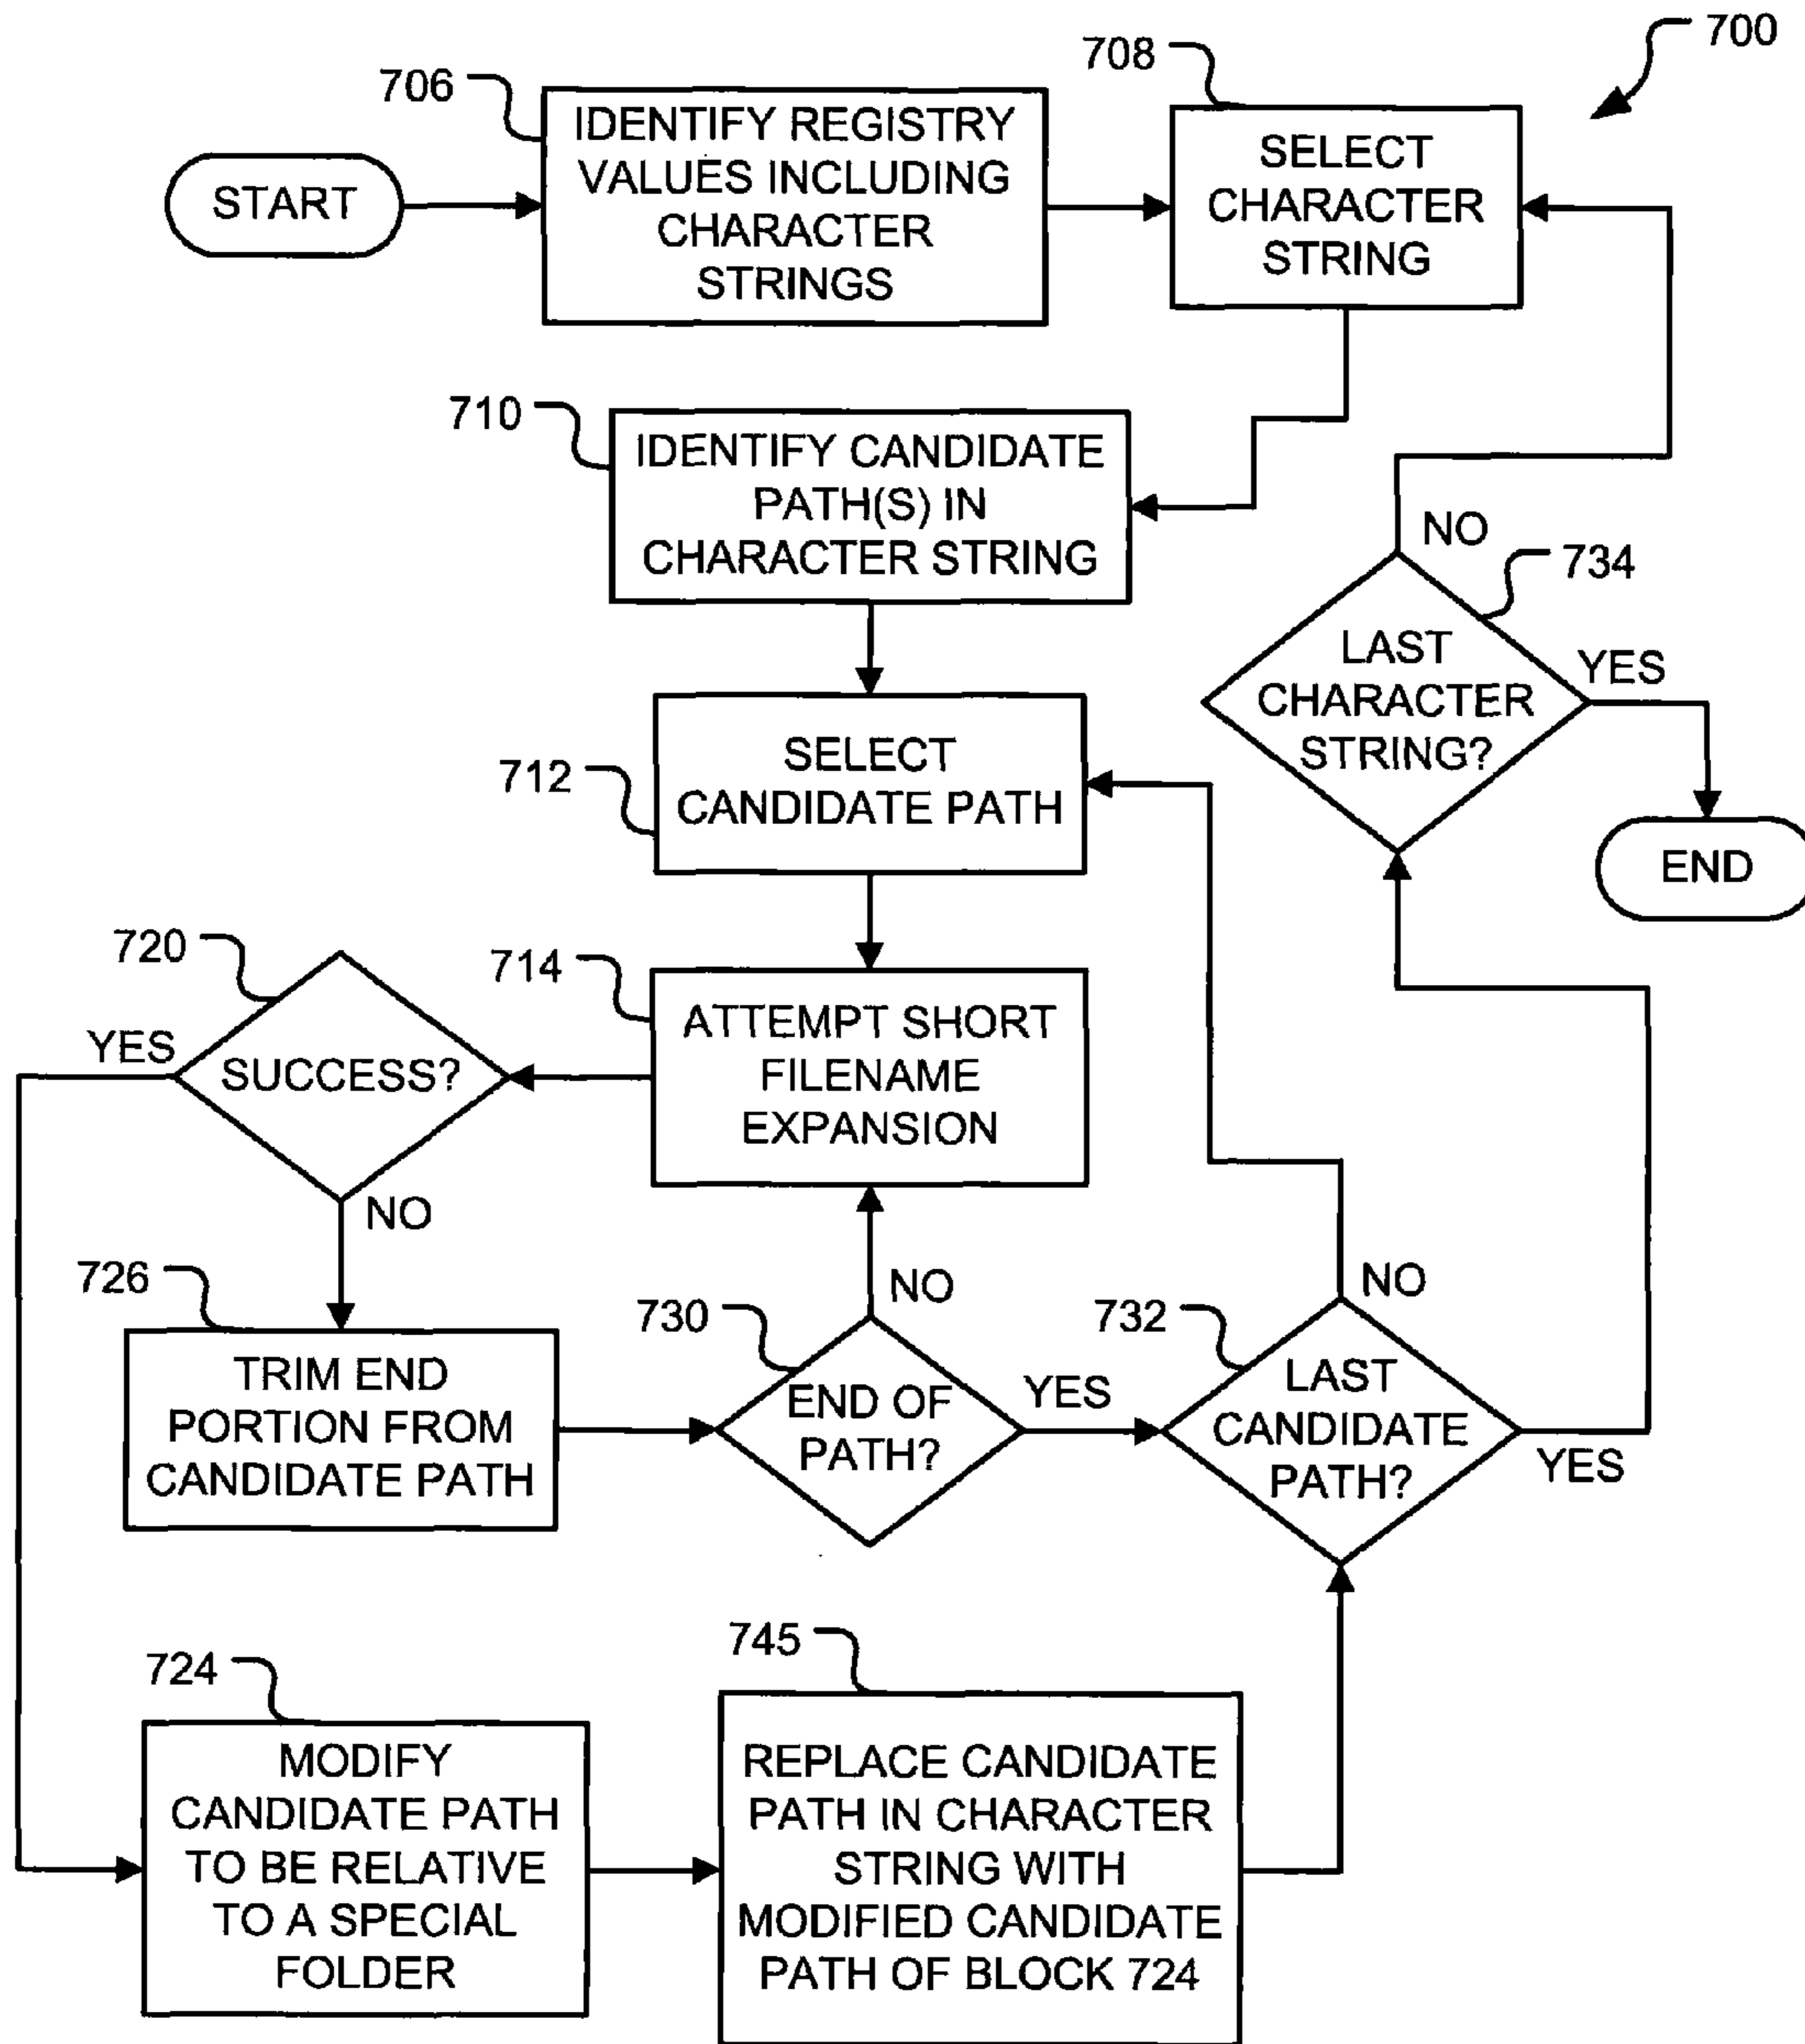 700
708
706
IDENTIFY REGISTRY
VALUES INCLUDING
CHARACTER
STRINGS
SELECT
CHARACTER
STRING
START
710
IDENTIFY CANDIDATE
PATH(S) IN
CHARACTER STRING
NO
734
LAST
CHARACTER
STRING?
YES
END
712
SELECT
CANDIDATE PATH
720
714
YES
SUCCESS?
ATTEMPT SHORT
FILENAME
EXPANSION
NO
726
TRIM END
PORTION FROM
CANDIDATE PATH
NO
730
END OF
PATH?
YES
NO
732
LAST
CANDIDATE
PATH?
YES
724
MODIFY
CANDIDATE PATH
TO BE RELATIVE
TO A SPECIAL
FOLDER
745
REPLACE CANDIDATE
PATH IN CHARACTER
STRING WITH
MODIFIED CANDIDATE
PATH OF BLOCK 724